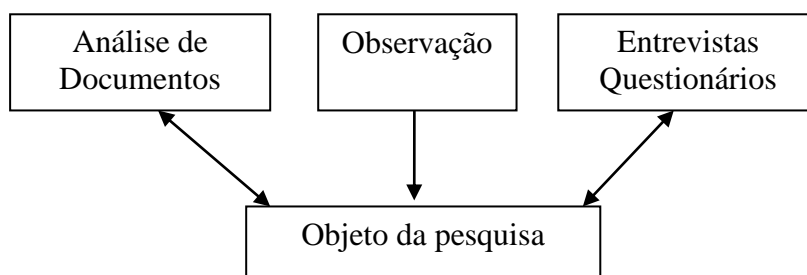 Análise de
Documentos
Observação
Entrevistas
Questionários
Objeto da pesquisa